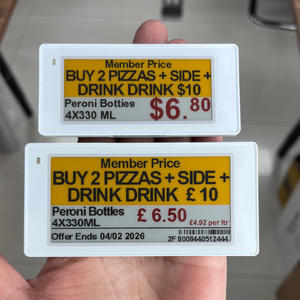 Member Price
BUY 2 PIZZAS + SIDE +
DRINK DRINK $10
Peroni Bottles
4X330 ML
$6.80
Member Price
BUY 2 PIZZAS + SIDE +
DRINK DRINK £ 10
Peroni Bottles
4X330ML
£ 6.50
£4.92 per ltr
Offer Ends 04/02 2026
2F 8008440512444